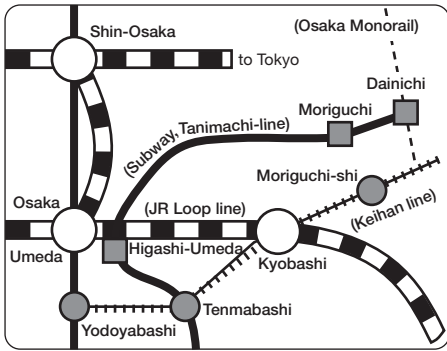 Shin-Osaka
(Osaka Monorail)
to Tokyo
Dainichi
Moriguchi
(Subway, Tanimachi-line)
Moriguchi-shi
Osaka
(JR Loop line)
(Keihan line)
Umeda
Higashi-Umeda
Kyobashi
Tenmabashi
Yodoyabashi